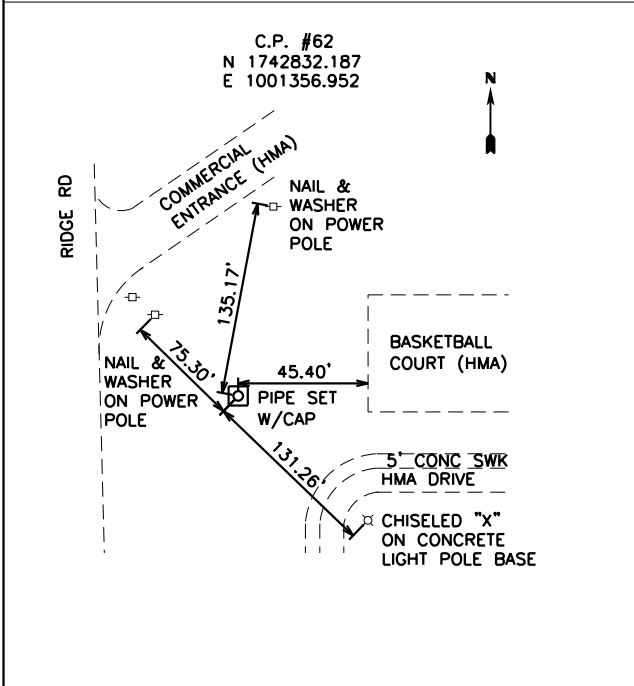 C.P. #62
N 1742832.187
E 1001356.952
N
COMMERCIAL
ENTRANCE (HMA)
RIDGE RD
NAIL &
WASHER
ON POWER
POLE
135.17'
75.30'
NAIL &
WASHER
ON POWER
POLE
45.40'
PIPE SET
W/CAP
BASKETBALL
COURT (HMA)
131.26'
5' CONC SWK
HMA DRIVE
CHISELED "X"
ON CONCRETE
LIGHT POLE BASE